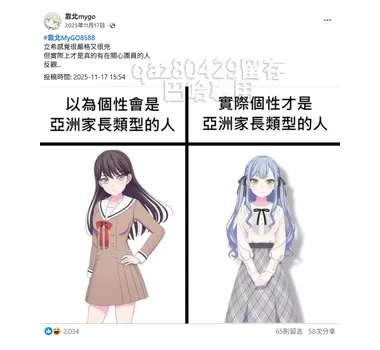 靠北mygo
2025年11月17日
#靠北MyGO8588
立希感覺很嚴格又很兇
但實際上才是真的有在關心團員的人
反觀...
投稿時間: 2025-11-17 15:54
qaz80429留存
巴哈專用
以為個性會是
亞洲家長類型的人
實際個性才是
亞洲家長類型的人
2,034
65則留言 58次分享